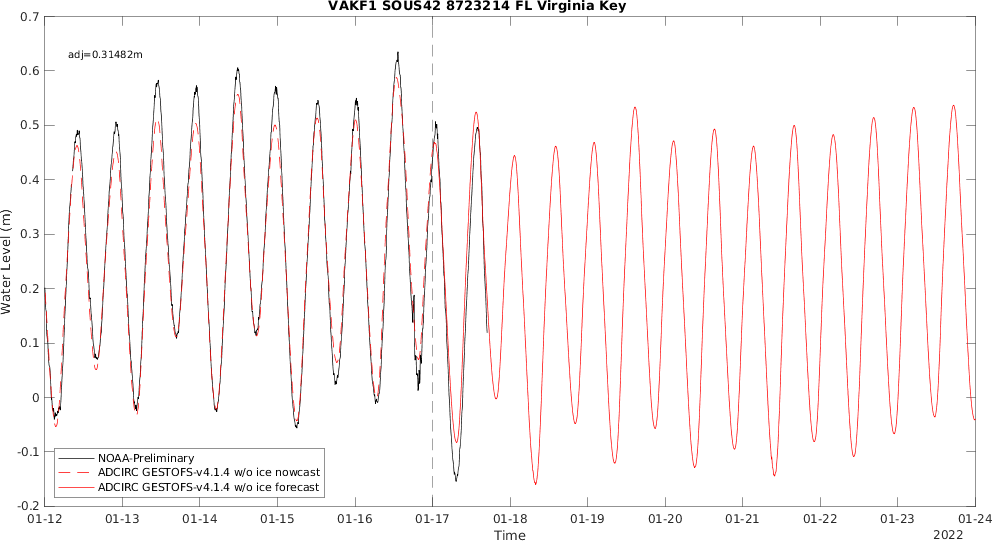 VAKF1 SOUS42 8723214 FL Virginia Key
adj=0.31482m
0.7
0.6
0.5
0.4
0.3
0.2
0.1
0
-0.1
-0.2
Water Level (m)
NOAA-Preliminary
ADCIRC GESTOFS-v4.1.4 w/o ice nowcast
ADCIRC GESTOFS-v4.1.4 w/o ice forecast
01-12 01-13 01-14 01-15 01-16 01-17 01-18 01-19 01-20 01-21 01-22 01-23 01-24
Time
2022